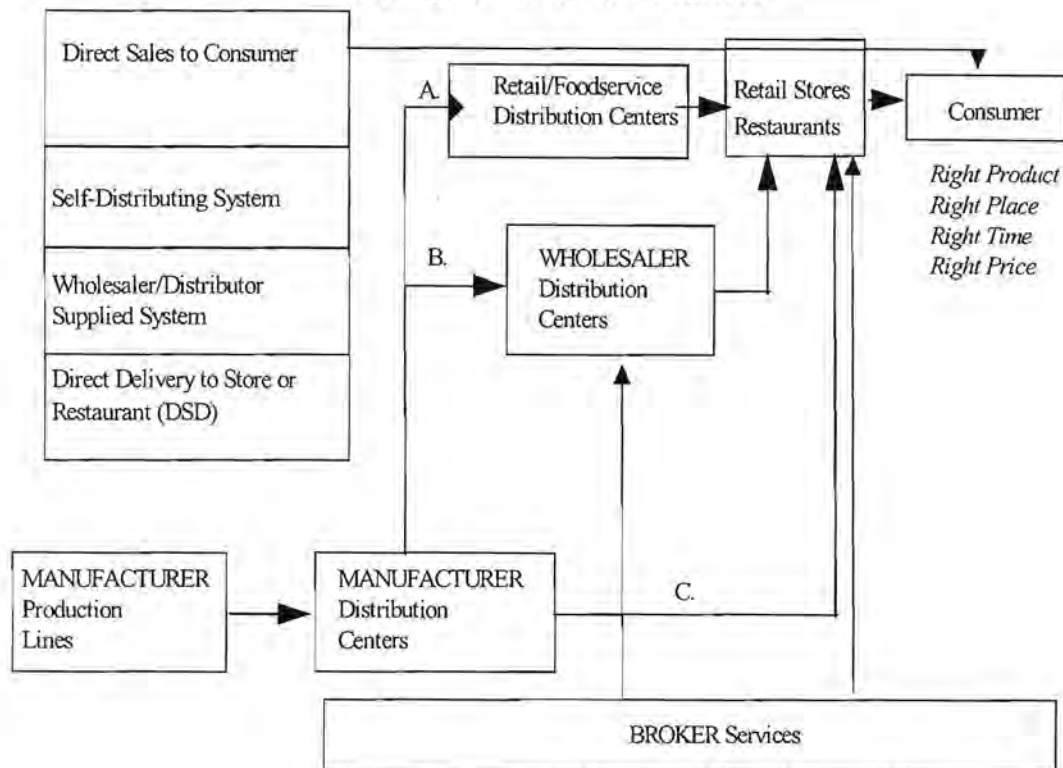 Direct Sales to Consumer
Self-Distributing System
Wholesaler/Distributor
Supplied System
Direct Delivery to Store or
Restaurant (DSD)
A.
Retail/Foodservice
Distribution Centers
Retail Stores
Restaurants
Consumer
Right Product
Right Place
Right Time
Right Price
B.
WHOLESALER
Distribution
Centers
MANUFACTURER
Production
Lines
MANUFACTURER
Distribution
Centers
C.
BROKER Services